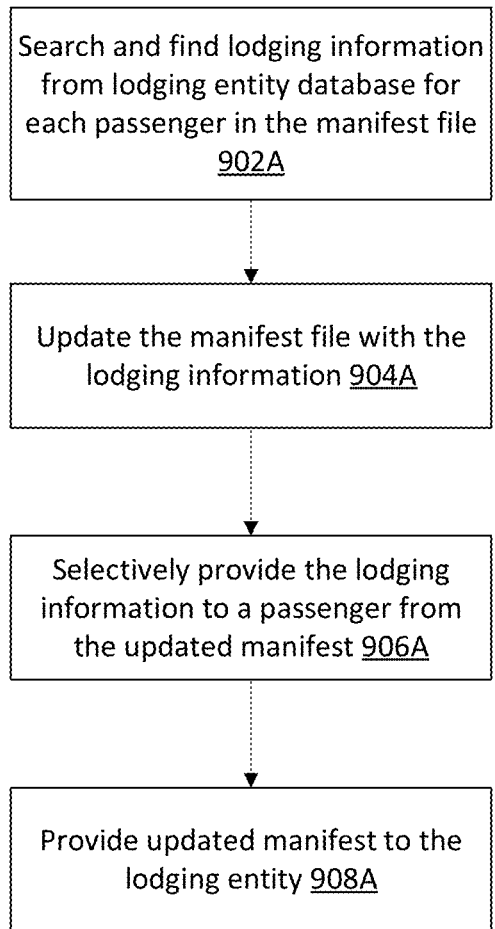 Search and find lodging information
from lodging entity database for
each passenger in the manifest file
902A
Update the manifest file with the
lodging information 904A
Selectively provide the lodging
information to a passenger from
the updated manifest 906A
Provide updated manifest to the
lodging entity 908A